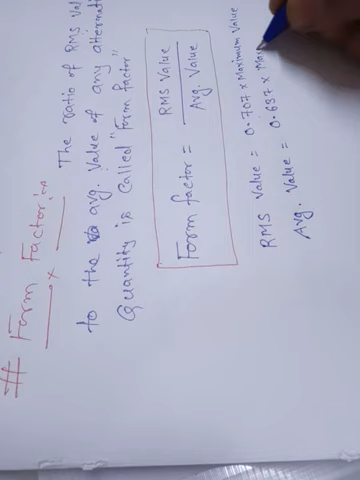 # Form Factor:-
The ratio of RMS Val
to the avg. Value of any alternati
Quantity is Called "Form factor"
Form factor = RMS Value / Avg. Value
RMS Value = 0.707 x Maximum Value
Avg. Value = 0.637 x Max